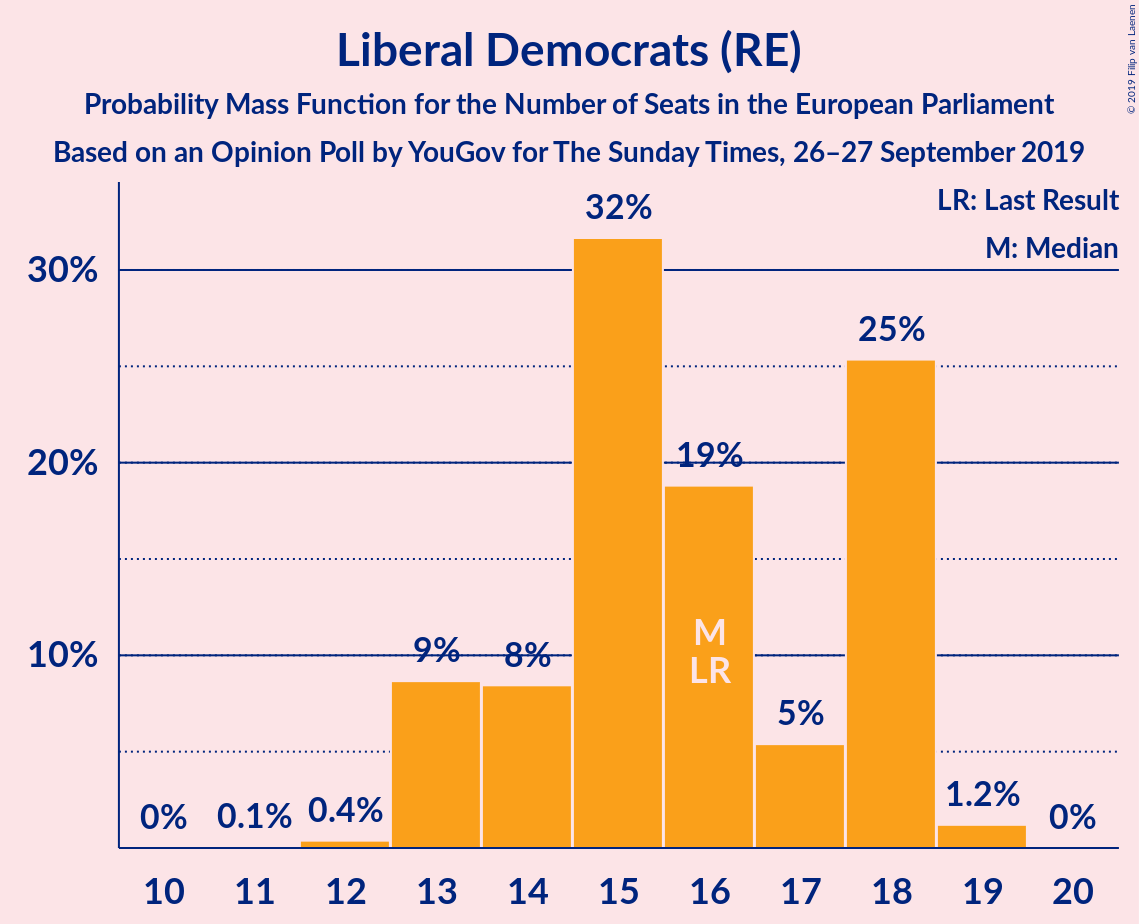 Liberal Democrats (RE)
Probability Mass Function for the Number of Seats in the European Parliament
Based on an Opinion Poll by YouGov for The Sunday Times, 26–27 September 2019
© 2019 Filip van Laenen
LR: Last Result
M: Median
30%
20%
10%
0%
0.1%
0.4%
9%
8%
32%
19%
5%
25%
1.2%
0%
M
LR
10 11 12 13 14 15 16 17 18 19 20